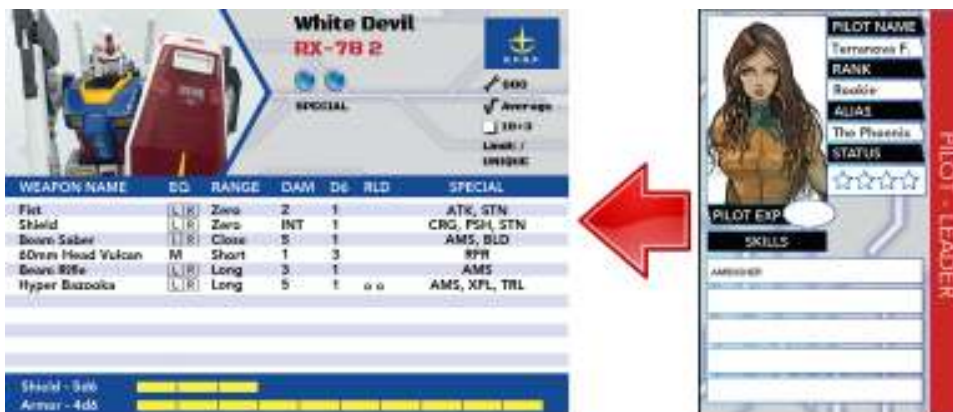 White Devil
RX-78 2
SPECIAL
Average
UNIQUE
WEAPON NAME EQ RANGE DAM D6 RLD SPECIAL
Fist L R Zero 2 1 ATK, STN
Shield L R Zero INT 1 CRG, PSH, STN
Beam Saber L R Close 5 1 AMS, BLD
60mm Head Vulcan M Short 1 3 RPR
Beam Rifle L R Long 3 1 AMS
Hyper Bazooka L R Long 5 1 o o AMS, XPL, TRL
Shield - 5d6
Armor - 4d6
PILOT NAME
Terranova F.
RANK
Rookie
ALIAS
The Phoenix
STATUS
PILOT EXP
SKILLS
AMBUSHER
PILOT - LEADER